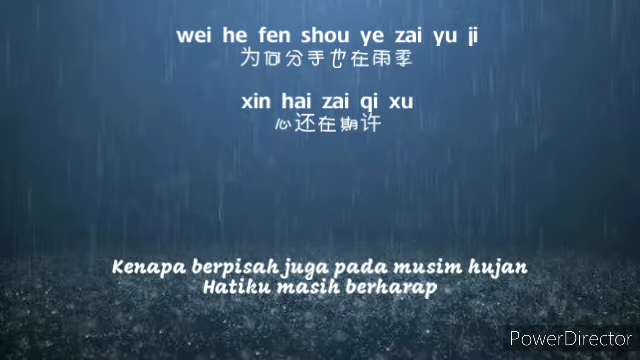 wei he fen shou ye zai yu ji
为何分手也在雨季
xin hai zai qi xu
心还在期许
Kenapa berpisah juga pada musim hujan
Hatiku masih berharap
PowerDirector